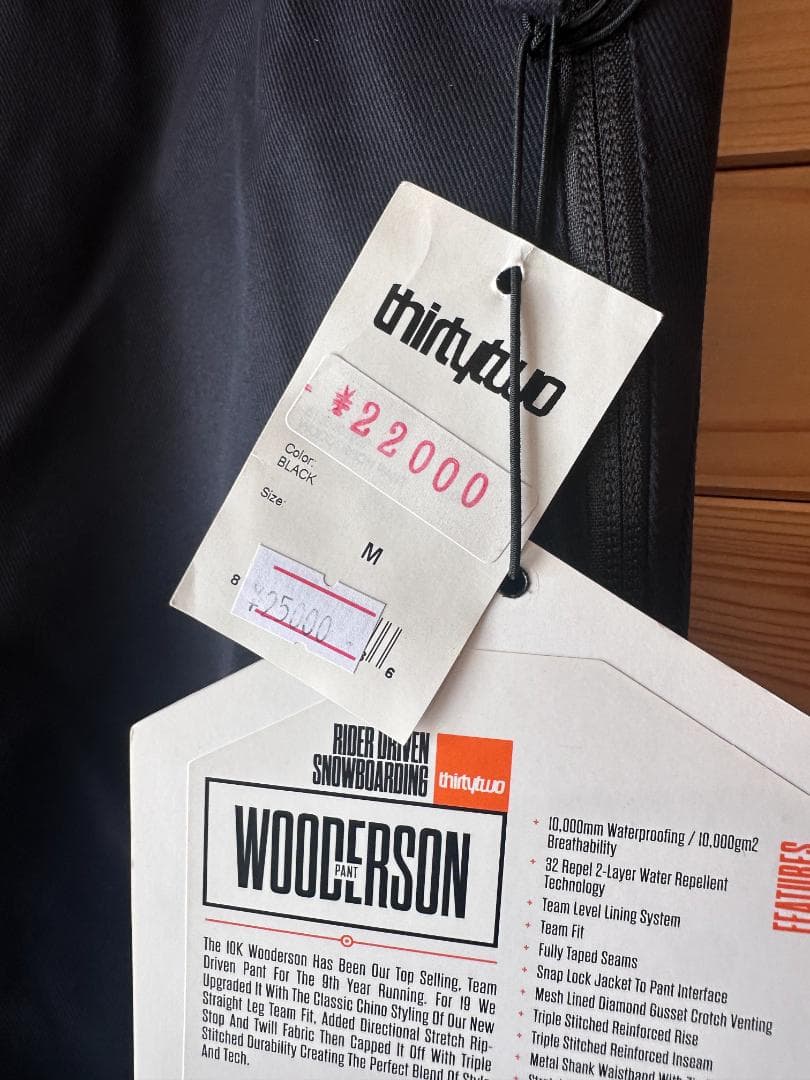 thirtytwo
¥22000
Color:
BLACK
Size:
M
8
¥25000
6
RIDER DRIVEN
SNOWBOARDING
thirtytwo
WOODERSON
PANT
The 10K Wooderson Has Been Our Top Selling, Team
Driven Pant For The 9th Year Running. For 19 We
Upgraded It With The Classic Chino Styling Of Our New
Straight Leg Team Fit, Added Directional Stretch Rip-
Stop And Twill Fabric Then Capped It Off With Triple
Stitched Durability Creating The Perfect Blend Of Style
And Tech.
FEATURES
+ 10,000mm Waterproofing / 10,000gm2
Breathability
+ 32 Repel 2-Layer Water Repellent
Technology
+ Team Level Lining System
+ Team Fit
+ Fully Taped Seams
+ Snap Lock Jacket To Pant Interface
+ Mesh Lined Diamond Gusset Crotch Venting
+ Triple Stitched Reinforced Rise
+ Triple Stitched Reinforced Inseam
+ Metal Shank Waistband With